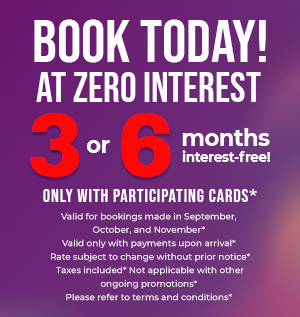 BOOK TODAY!
AT ZERO INTEREST
3 or 6 months
interest-free!
ONLY WITH PARTICIPATING CARDS*
Valid for bookings made in September,
October, and November*
Valid only with payments upon arrival*
Rate subject to change without prior notice*
Taxes included* Not applicable with other
ongoing promotions*
Please refer to terms and conditions*